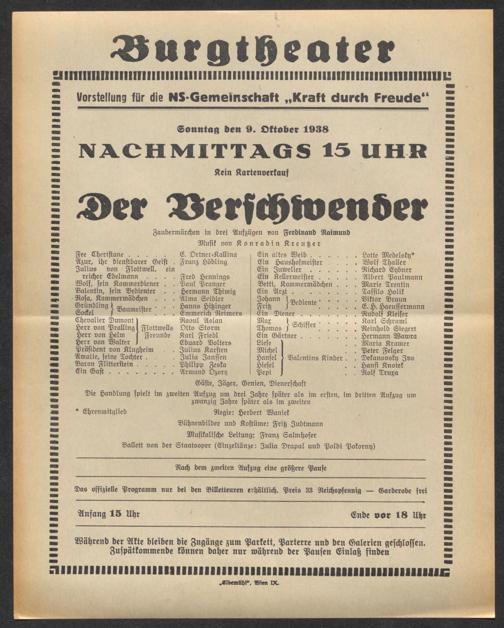 Burgtheater
Vorstellung für die NS-Gemeinschaft „Kraft durch Freude“
Sonntag den 9. Oktober 1938
NACHMITTAGS 15 UHR
Kein Kartenverkauf
Der Verschwender
Zaubermärchen in drei Aufzügen von Ferdinand Raimund
Musik von Konradin Kreutzer
Fee Cheristane . . . . . E. Ortner-Kallina
Azur, ihr dienstbarer Geist . Franz Höbling
Julius von Flottwell, ein
reicher Edelmann . . . Fred Hennings
Wolf, sein Kammerdiener . Paul Pranger
Valentin, sein Bedienter . Hermann Thimig
Rosa, Kammermädchen . . Alma Seidler
Gründling } Baumeister . . Hanns Hitzinger
Sockel } Emmerich Reimers
Chevalier Dumont . . . . Raoul Aslan
Herr von Pralling } Flottwells Otto Storm
Herr von Helm } Freunde Karl Friedl
Herr von Walter } Eduard Volters
Präsident von Klugheim . . Julius Karsten
Amalie, seine Tochter . . . Julia Janssen
Baron Flitterstein . . . . Philipp Zeska
Ein Gast . . . . . . . Armand Ozory
Ein altes Weib . . . . . Lotte Medelsky*
Ein Haushofmeister . . . Wolf Thaller
Ein Juwelier . . . . . . Richard Eybner
Ein Kellermeister . . . . Albert Paulmann
Betti, Kammermädchen . . Marie Trentin
Ein Arzt . . . . . . . Tassilo Holik
Johann } Bediente . . . . Viktor Braun
Fritz } E. H. Haeussermann
Ein Diener . . . . . . Rudolf Kleiser
Max } Schiffer . . . . . Karl Schraml
Thomas } Reinhold Siegert
Ein Gärtner . . . . . . Hermann Wawra
Liese } Maria Kramer
Michel } Peter Felger
Hansel } Valentins Kinder . . Delanowsky Ivo
Hiesel } Hansi Knotek
Pepi } Rolf Truxa
Gäste, Jäger, Genien, Dienerschaft
Die Handlung spielt im zweiten Aufzug um drei Jahre später als im ersten, im dritten Aufzug um
zwanzig Jahre später als im zweiten
* Ehrenmitglied
Regie: Herbert Waniek
Bühnenbilder und Kostüme: Fritz Judtmann
Musikalische Leitung: Franz Salmhofer
Ballett von der Staatsoper (Einzeltänze: Julia Drapal und Poldi Pokorny)
Nach dem zweiten Aufzug eine größere Pause
Das offizielle Programm nur bei den Billetteuren erhältlich. Preis 33 Reichspfennig — Garderobe frei
Anfang 15 Uhr
Ende vor 18 Uhr
Während der Akte bleiben die Zugänge zum Parkett, Parterre und den Galerien geschlossen.
Zuspätkommende können daher nur während der Pausen Einlaß finden
„Elbemühl“, Wien IX.